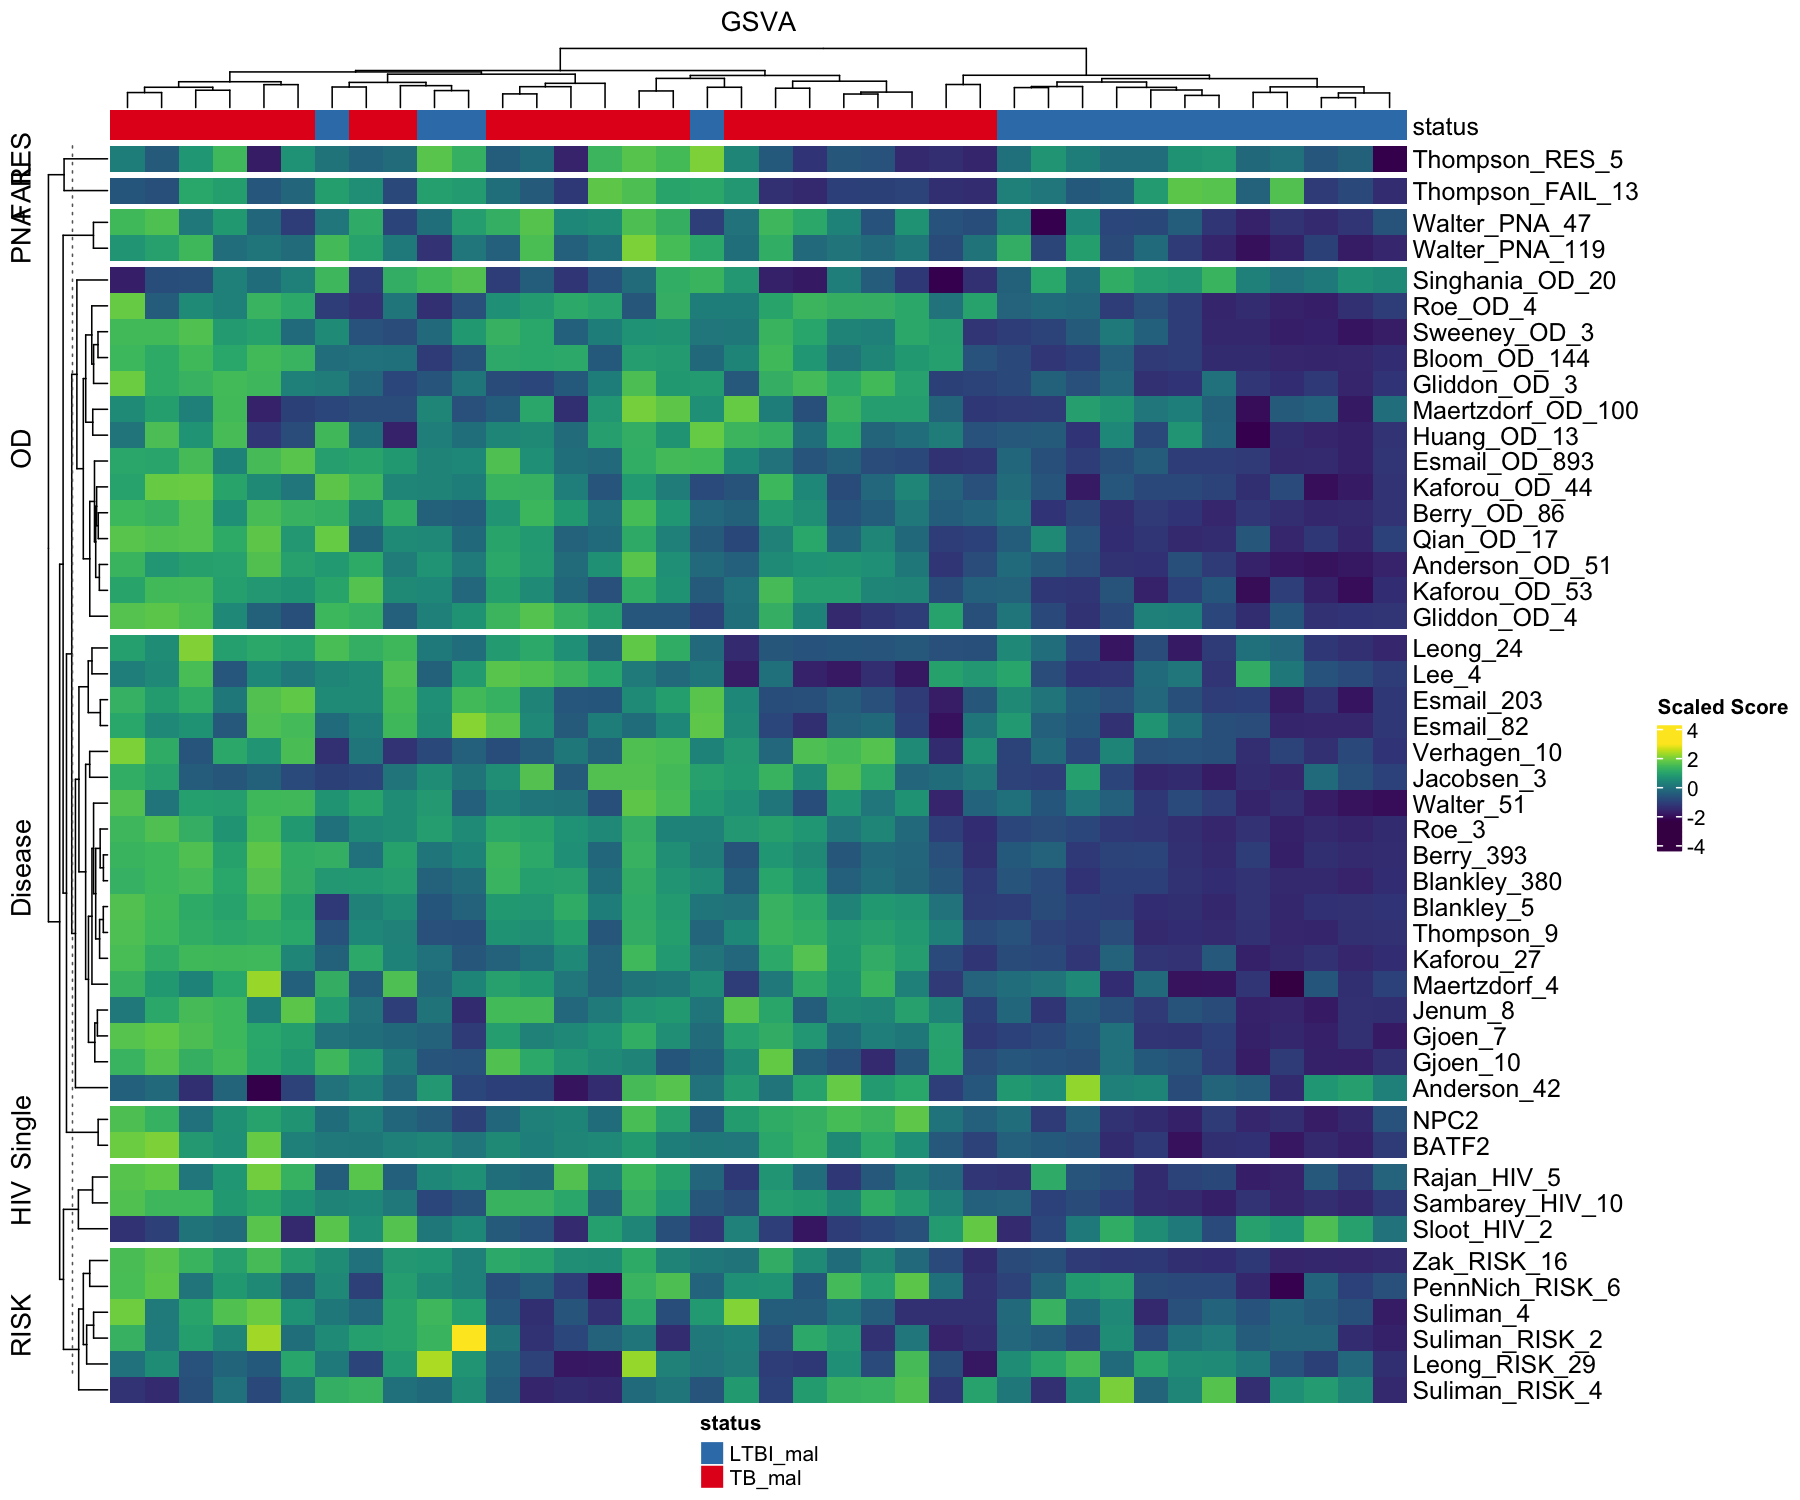 GSVA
status
RES
Thompson_RES_5
FAIL
Thompson_FAIL_13
PNA
Walter_PNA_47
Walter_PNA_119
OD
Singhania_OD_20
Roe_OD_4
Sweeney_OD_3
Bloom_OD_144
Gliddon_OD_3
Maertzdorf_OD_100
Huang_OD_13
Esmail_OD_893
Kaforou_OD_44
Berry_OD_86
Qian_OD_17
Anderson_OD_51
Kaforou_OD_53
Gliddon_OD_4
Disease
Leong_24
Lee_4
Esmail_203
Esmail_82
Verhagen_10
Jacobsen_3
Walter_51
Roe_3
Berry_393
Blankley_380
Blankley_5
Thompson_9
Kaforou_27
Maertzdorf_4
Jenum_8
Gjoen_7
Gjoen_10
Anderson_42
Single
NPC2
BATF2
HIV
Rajan_HIV_5
Sambarey_HIV_10
Sloot_HIV_2
RISK
Zak_RISK_16
PennNich_RISK_6
Suliman_4
Suliman_RISK_2
Leong_RISK_29
Suliman_RISK_4
Scaled Score
4
2
0
-2
-4
status
LTBI_mal
TB_mal